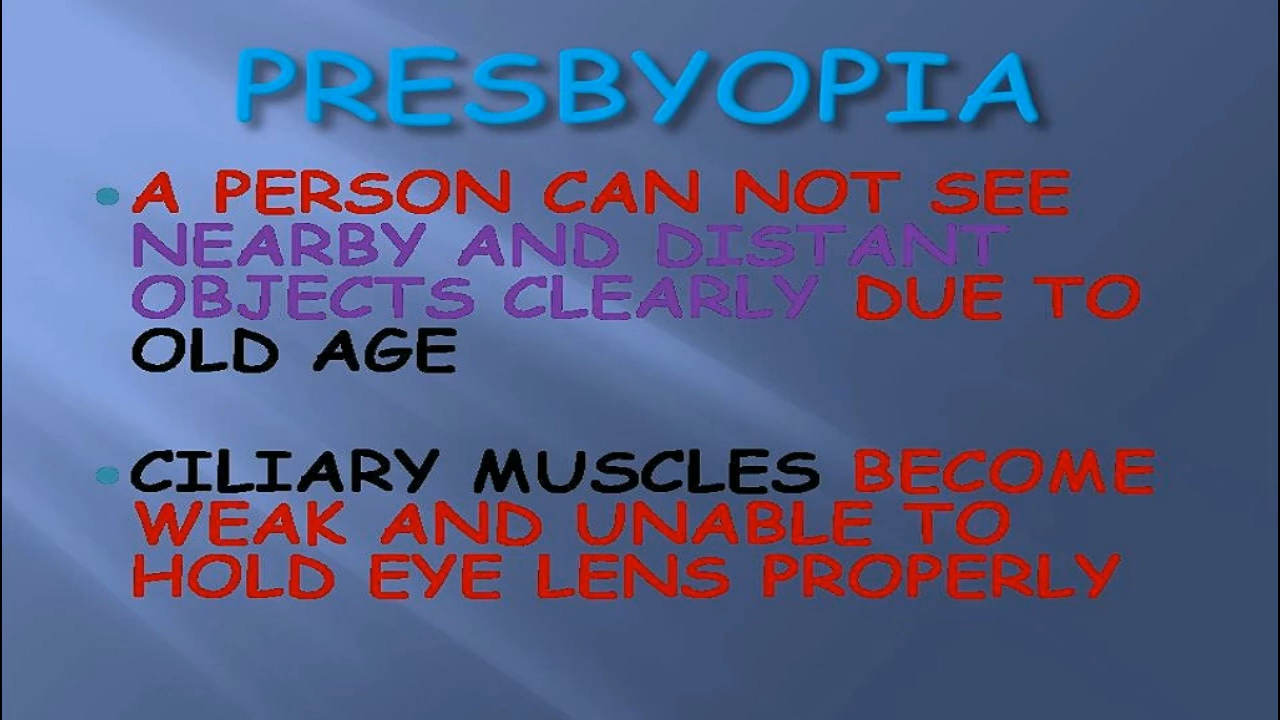 PRESBYOPIA
• A PERSON CAN NOT SEE
NEARBY AND DISTANT
OBJECTS CLEARLY DUE TO
OLD AGE
• CILIARY MUSCLES BECOME
WEAK AND UNABLE TO
HOLD EYE LENS PROPERLY